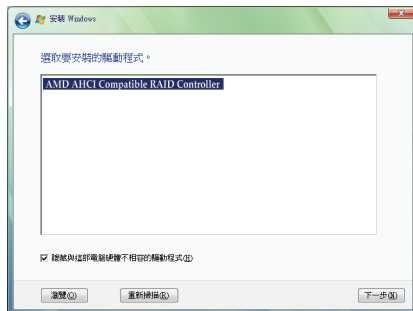 安裝 Windows
選取要安裝的驅動程式。
AMD AHCI Compatible RAID Controller
隱藏與這部電腦硬體不相容的驅動程式(H)
瀏覽(O)
重新掃描(R)
下一步(N)